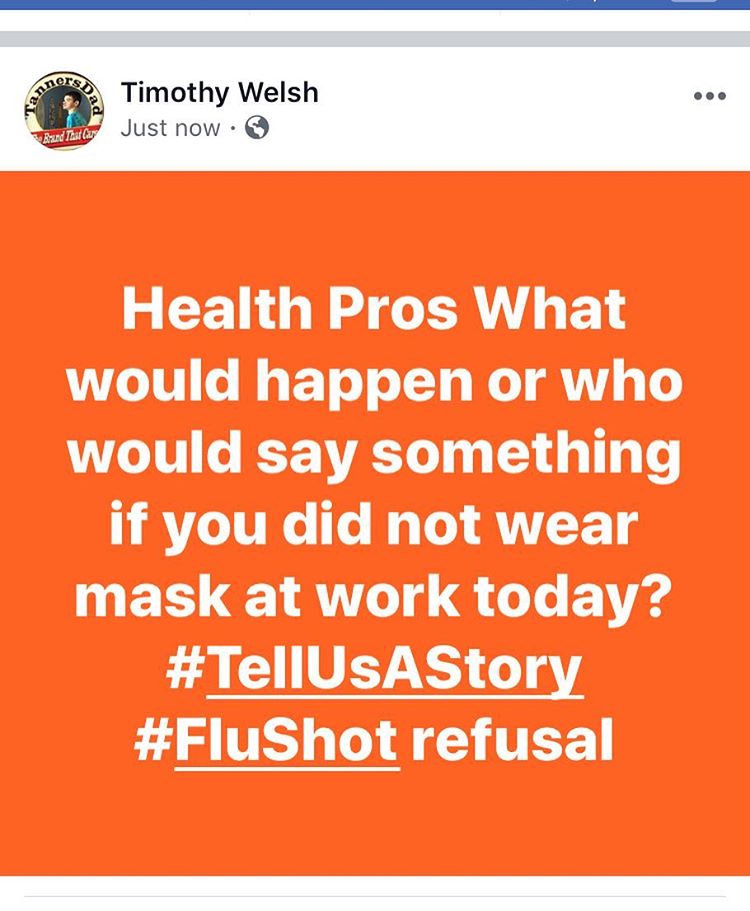 TannersDad
The Brand That Cares
Timothy Welsh
Just now ·
Health Pros What
would happen or who
would say something
if you did not wear
mask at work today?
#TellUsAStory
#FluShot refusal